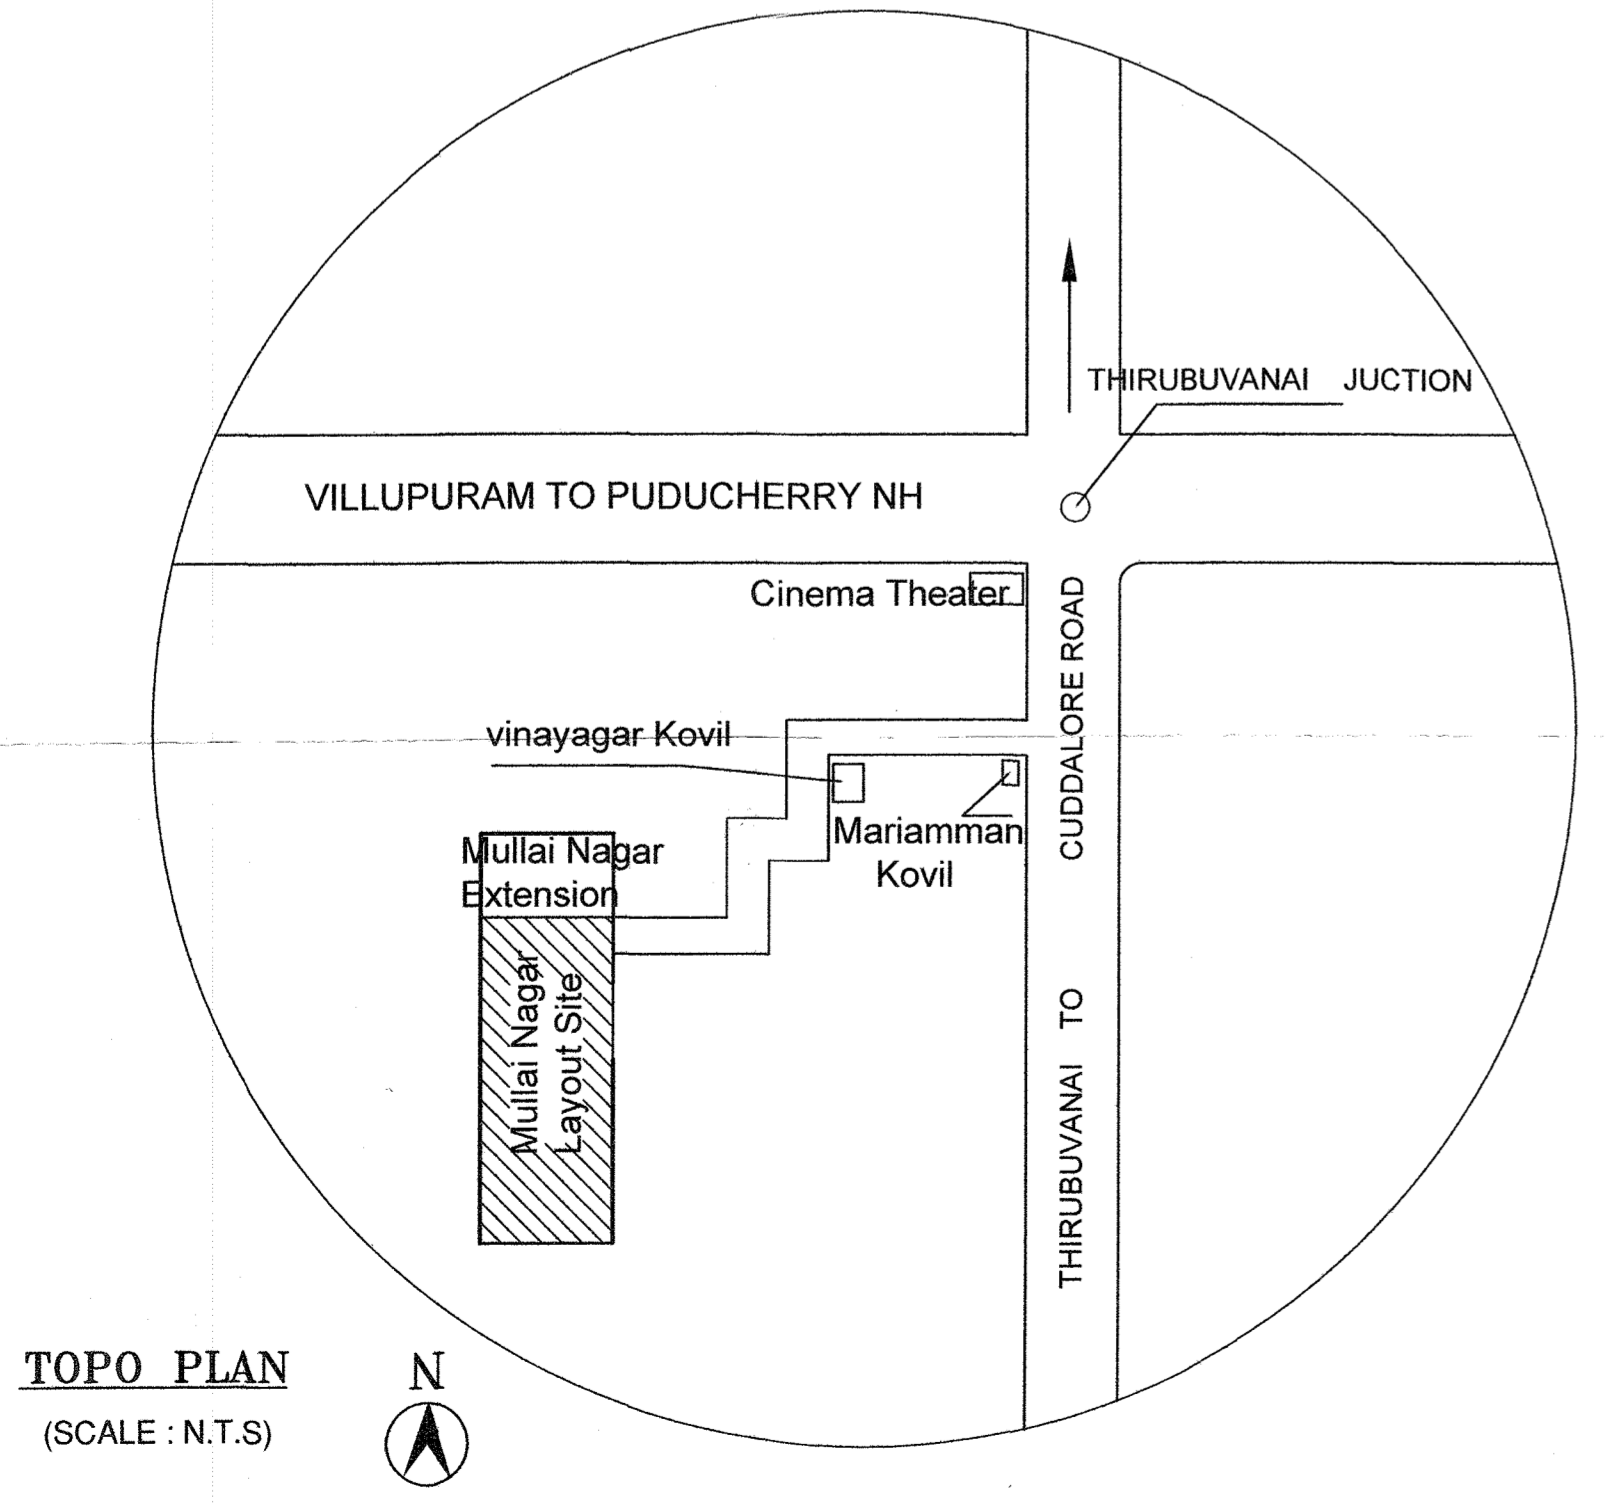 THIRUBUVANAI JUCTION
VILLUPURAM TO PUDUCHERRY NH
Cinema Theater
THIRUBUVANAI TO CUDDALORE ROAD
vinayagar Kovil
Mariamman
Kovil
Mullai Nagar
Extension
Mullai Nagar
Layout Site
TOPO PLAN
(SCALE : N.T.S)
N